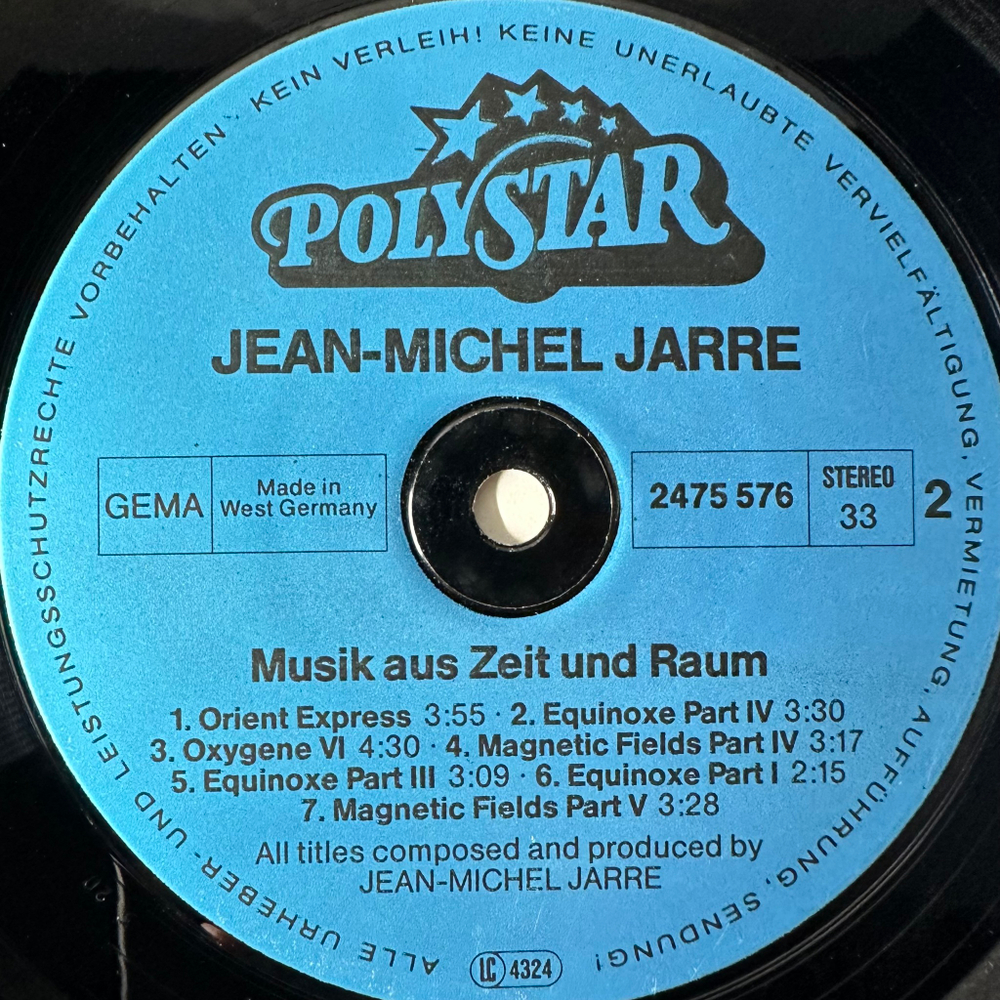 ALLE URHEBER- UND LEISTUNGSSCHUTZRECHTE VORBEHALTEN · KEIN VERLEIH! KEINE UNERLAUBTE VERVIELFÄLTIGUNG, VERMIETUNG, AUFFÜHRUNG, SENDUNG!
POLYSTAR
JEAN-MICHEL JARRE
GEMA
Made in
West Germany
2475 576
STEREO
33
2
Musik aus Zeit und Raum
1. Orient Express 3:55 · 2. Equinoxe Part IV 3:30
3. Oxygene VI 4:30 · 4. Magnetic Fields Part IV 3:17
5. Equinoxe Part III 3:09 · 6. Equinoxe Part I 2:15
7. Magnetic Fields Part V 3:28
All titles composed and produced by
JEAN-MICHEL JARRE
LC 4324